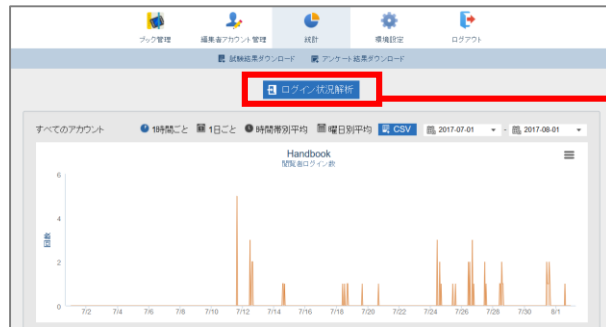 ブック管理 編集者アカウント管理 統計 環境設定 ログアウト
試験結果ダウンロード アンケート結果ダウンロード
ログイン状況解析
すべてのアカウント 1時間ごと 1日ごと 時間帯別平均 曜日別平均 CSV 2017-07-01 - 2017-08-01
Handbook
閲覧者ログイン数
6
4
回数
2
0
7/2 7/4 7/6 7/8 7/10 7/12 7/14 7/16 7/18 7/20 7/22 7/24 7/26 7/28 7/30 8/1